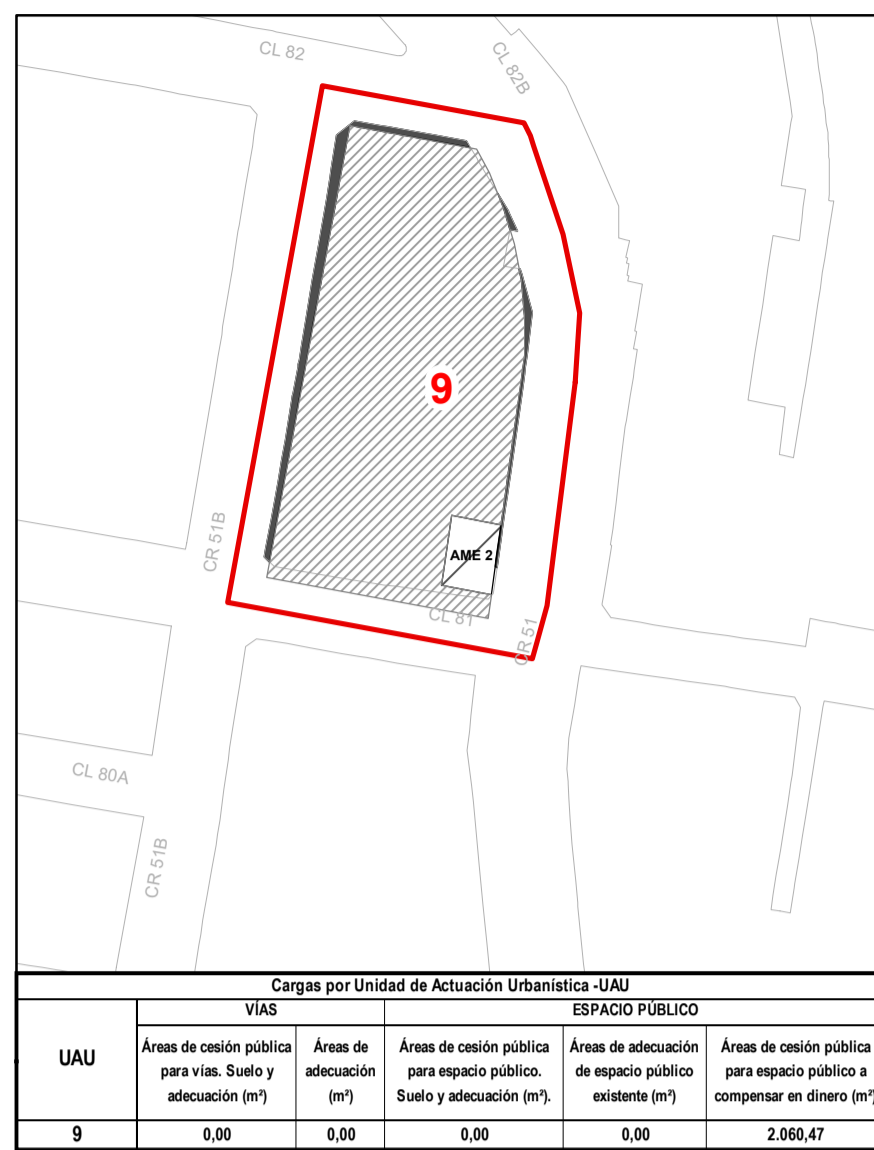 CL 82
CL 82B
9
CR 51B
AME 2
CL 81
CR 51
CL 80A
CR 51B
Cargas por Unidad de Actuación Urbanística -UAU
UAU
VÍAS
ESPACIO PÚBLICO
Áreas de cesión pública
para vías. Suelo y
adecuación (m²)
Áreas de
adecuación
(m²)
Áreas de cesión pública
para espacio público.
Suelo y adecuación (m²).
Áreas de adecuación
de espacio público
existente (m²)
Áreas de cesión pública
para espacio público a
compensar en dinero (m²)
9 0,00 0,00 0,00 0,00 2.060,47